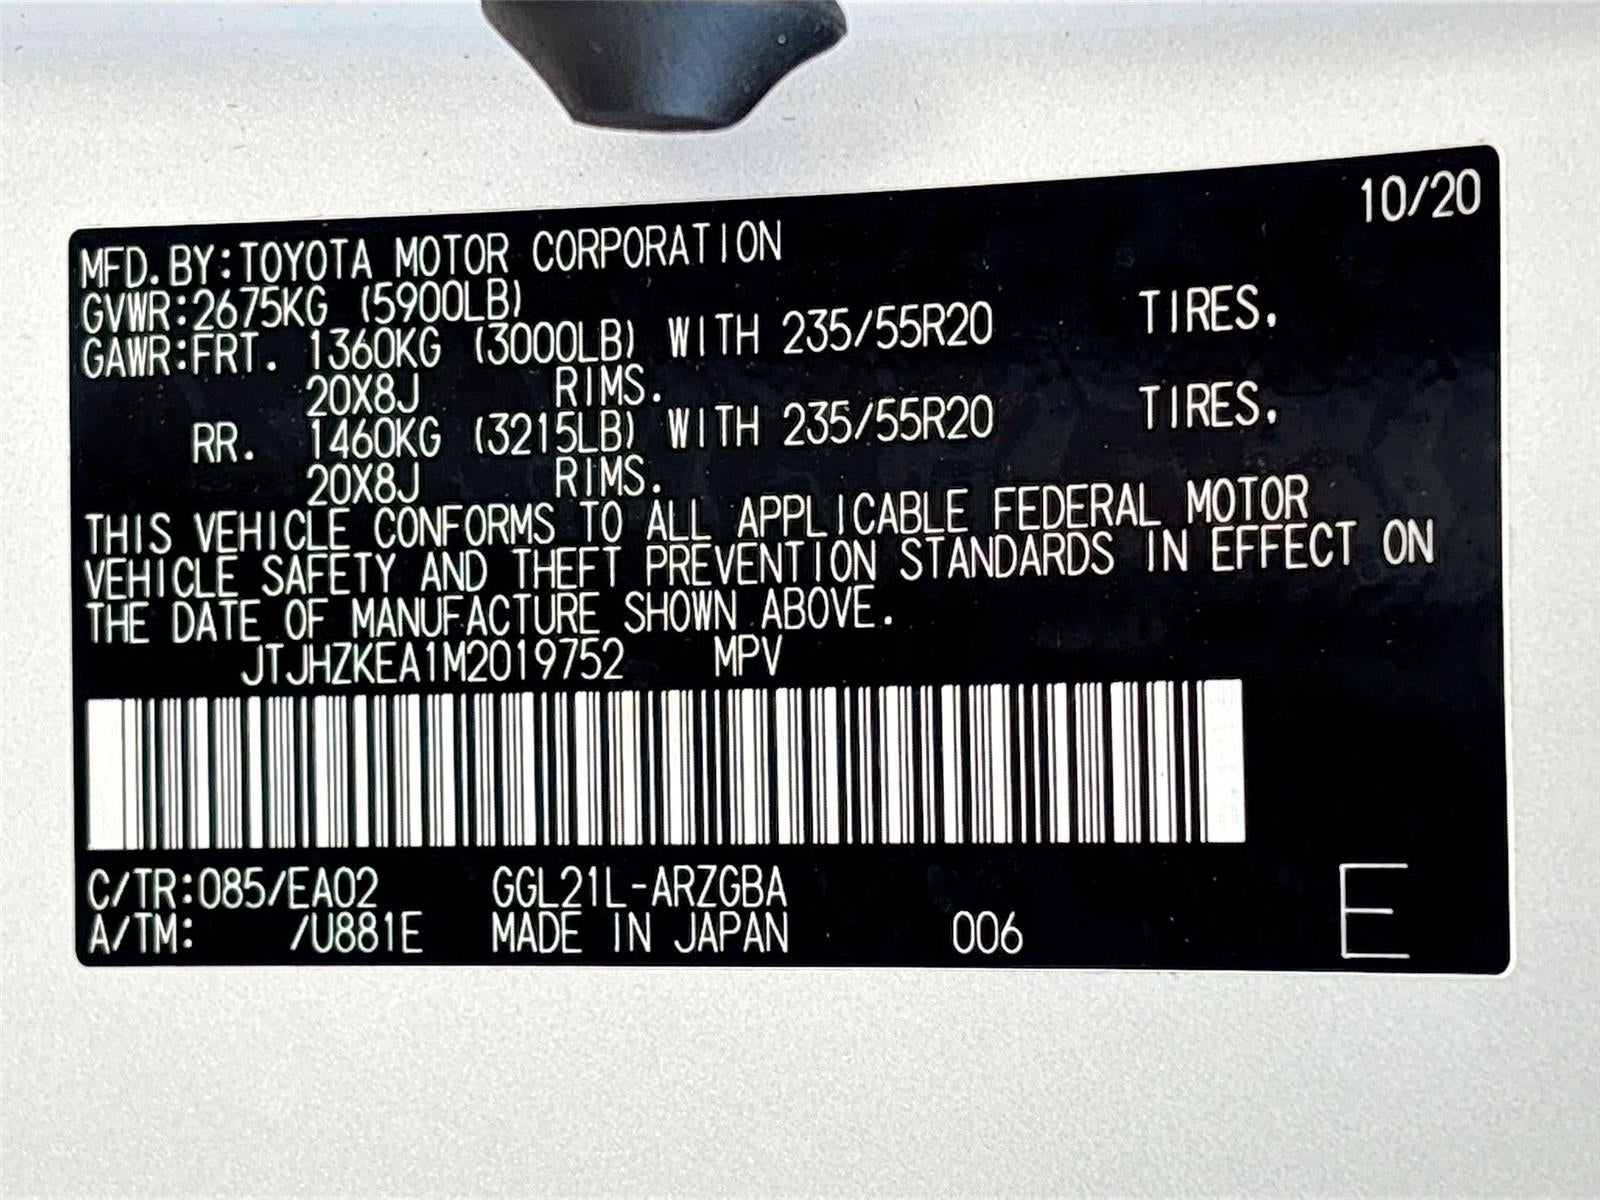 10/20
MFD.BY:TOYOTA MOTOR CORPORATION
GVWR:2675KG (5900LB)
GAWR:FRT. 1360KG (3000LB) WITH 235/55R20 TIRES.
20X8J RIMS.
RR. 1460KG (3215LB) WITH 235/55R20 TIRES.
20X8J RIMS.
THIS VEHICLE CONFORMS TO ALL APPLICABLE FEDERAL MOTOR
VEHICLE SAFETY AND THEFT PREVENTION STANDARDS IN EFFECT ON
THE DATE OF MANUFACTURE SHOWN ABOVE.
JTJHZKEA1M2019752 MPV
C/TR:085/EA02 GGL21L-ARZGBA
A/TM: /U881E MADE IN JAPAN 006 E